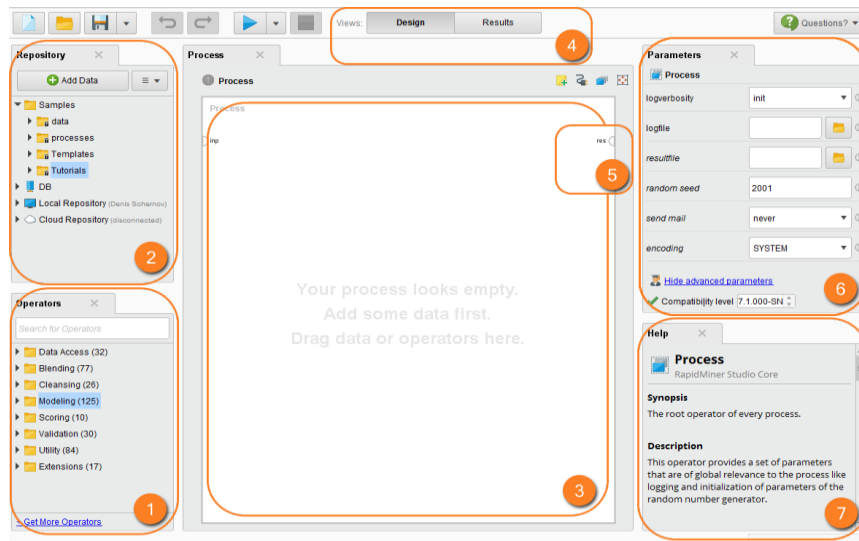 Views:
Design
Results
Questions?
4
Repository
Add Data
Samples
data
processes
Templates
Tutorials
DB
Local Repository (Denis Schernov)
Cloud Repository (disconnected)
2
Operators
Search for Operators
Data Access (32)
Blending (77)
Cleansing (26)
Modeling (125)
Scoring (10)
Validation (30)
Utility (84)
Extensions (17)
Get More Operators
1
Process
Process
Process
inp
res
5
Your process looks empty.
Add some data first.
Drag data or operators here.
3
Parameters
Process
logverbosity
init
logfile
resultfile
random seed
2001
send mail
never
encoding
SYSTEM
Hide advanced parameters
Compatibility level 7.1.000-SN
6
Help
Process
RapidMiner Studio Core
Synopsis
The root operator of every process.
Description
This operator provides a set of parameters
that are of global relevance to the process like
logging and initialization of parameters of the
random number generator.
7